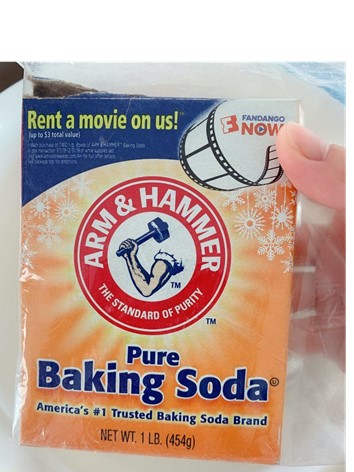 Rent a movie on us!
(up to $3 total value)
FANDANGO
NOW
ARM & HAMMER
THE STANDARD OF PURITY
TM
TM
Pure
Baking Soda®
America's #1 Trusted Baking Soda Brand
NET WT. 1 LB. (454g)